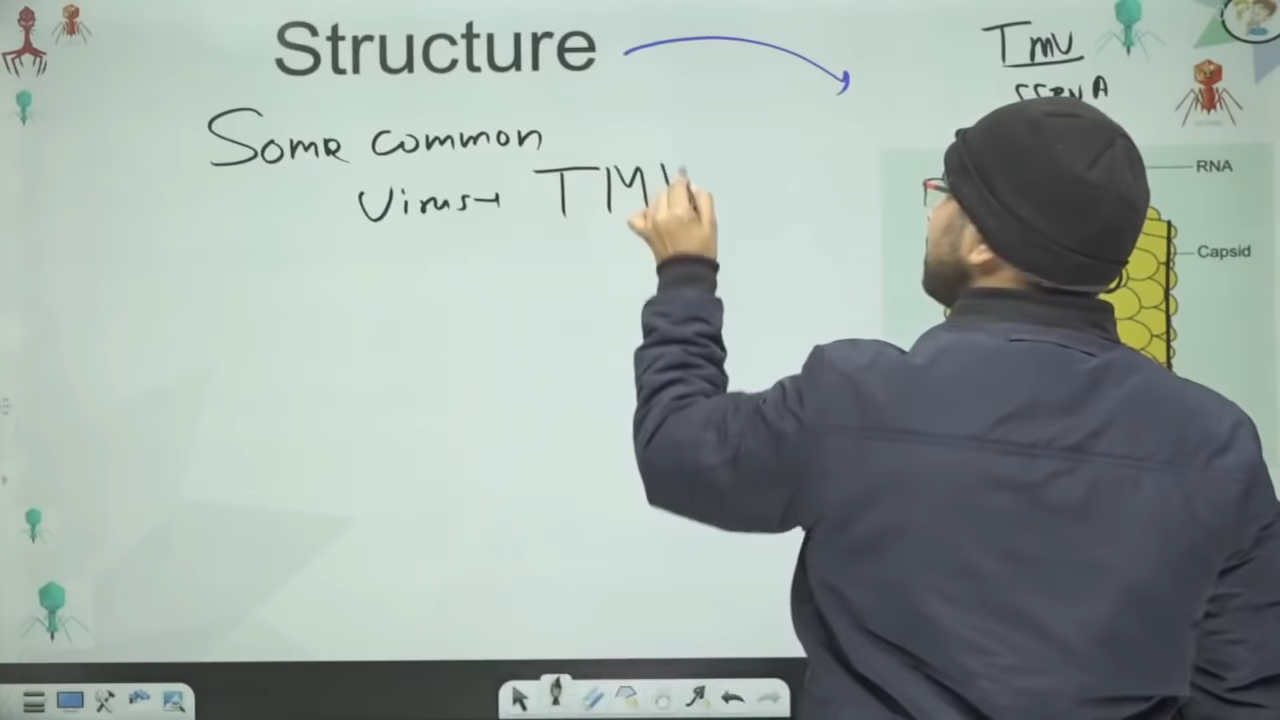 Structure
TMV
ssRNA
Some common
Virus→ TMV
RNA
Capsid